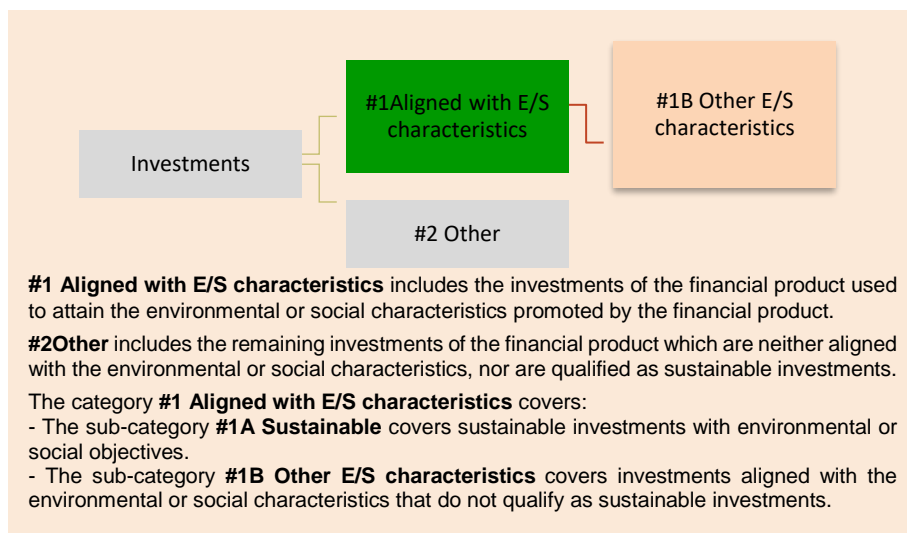 #1Aligned with E/S
characteristics
#1B Other E/S
characteristics
Investments
#2 Other
#1 Aligned with E/S characteristics includes the investments of the financial product used
to attain the environmental or social characteristics promoted by the financial product.
#2Other includes the remaining investments of the financial product which are neither aligned
with the environmental or social characteristics, nor are qualified as sustainable investments.
The category #1 Aligned with E/S characteristics covers:
- The sub-category #1A Sustainable covers sustainable investments with environmental or
social objectives.
- The sub-category #1B Other E/S characteristics covers investments aligned with the
environmental or social characteristics that do not qualify as sustainable investments.